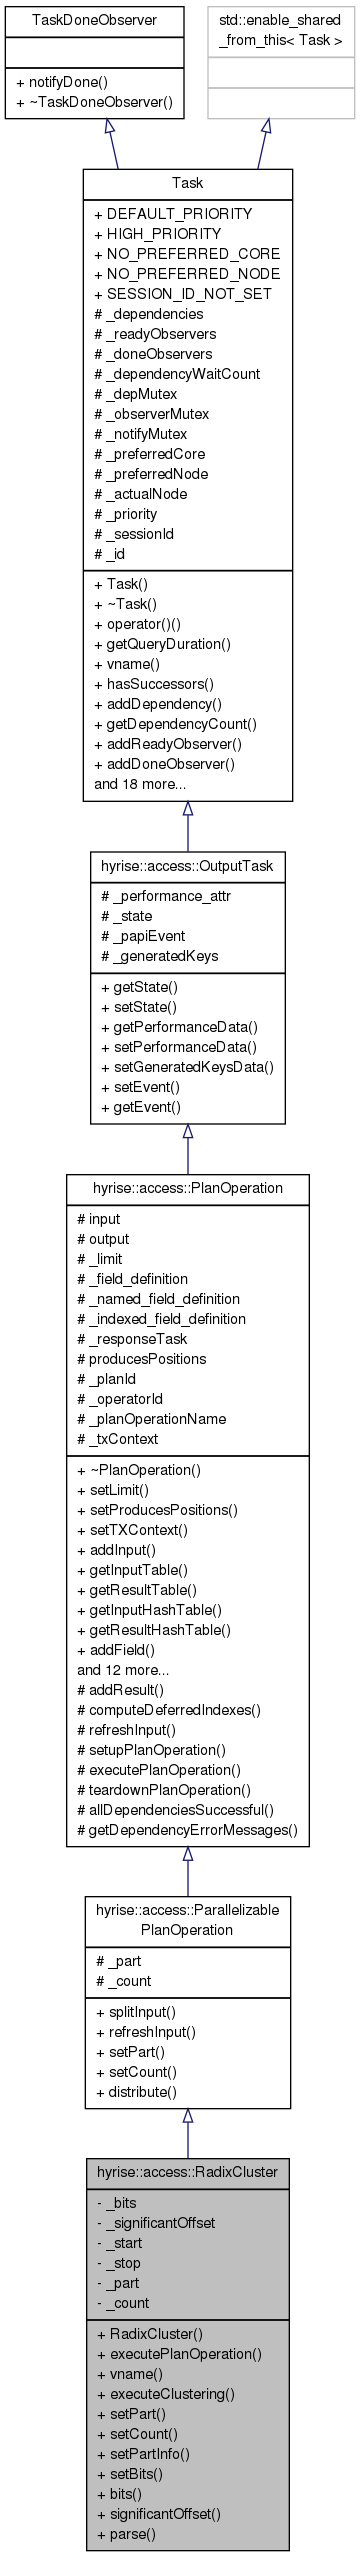 TaskDoneObserver
+ notifyDone()
+ ~TaskDoneObserver()
std::enable_shared
_from_this< Task >
Task
+ DEFAULT_PRIORITY
+ HIGH_PRIORITY
+ NO_PREFERRED_CORE
+ NO_PREFERRED_NODE
+ SESSION_ID_NOT_SET
# _dependencies
# _readyObservers
# _doneObservers
# _dependencyWaitCount
# _depMutex
# _observerMutex
# _notifyMutex
# _preferredCore
# _preferredNode
# _actualNode
# _priority
# _sessionId
# _id
+ Task()
+ ~Task()
+ operator()()
+ getQueryDuration()
+ vname()
+ hasSuccessors()
+ addDependency()
+ getDependencyCount()
+ addReadyObserver()
+ addDoneObserver()
and 18 more...
hyrise::access::OutputTask
# _performance_attr
# _state
# _papiEvent
# _generatedKeys
+ getState()
+ setState()
+ getPerformanceData()
+ setPerformanceData()
+ setGeneratedKeysData()
+ setEvent()
+ getEvent()
hyrise::access::PlanOperation
# input
# output
# _limit
# _field_definition
# _named_field_definition
# _indexed_field_definition
# _responseTask
# producesPositions
# _planId
# _operatorId
# _planOperationName
# _txContext
+ ~PlanOperation()
+ setLimit()
+ setProducesPositions()
+ setTXContext()
+ addInput()
+ getInputTable()
+ getResultTable()
+ getInputHashTable()
+ getResultHashTable()
+ addField()
and 12 more...
# addResult()
# computeDeferredIndexes()
# refreshInput()
# setupPlanOperation()
# executePlanOperation()
# teardownPlanOperation()
# allDependenciesSuccessful()
# getDependencyErrorMessages()
hyrise::access::Parallelizable
PlanOperation
# _part
# _count
+ splitInput()
+ refreshInput()
+ setPart()
+ setCount()
+ distribute()
hyrise::access::RadixCluster
- _bits
- _significantOffset
- _start
- _stop
- _part
- _count
+ RadixCluster()
+ executePlanOperation()
+ vname()
+ executeClustering()
+ setPart()
+ setCount()
+ setPartInfo()
+ setBits()
+ bits()
+ significantOffset()
+ parse()